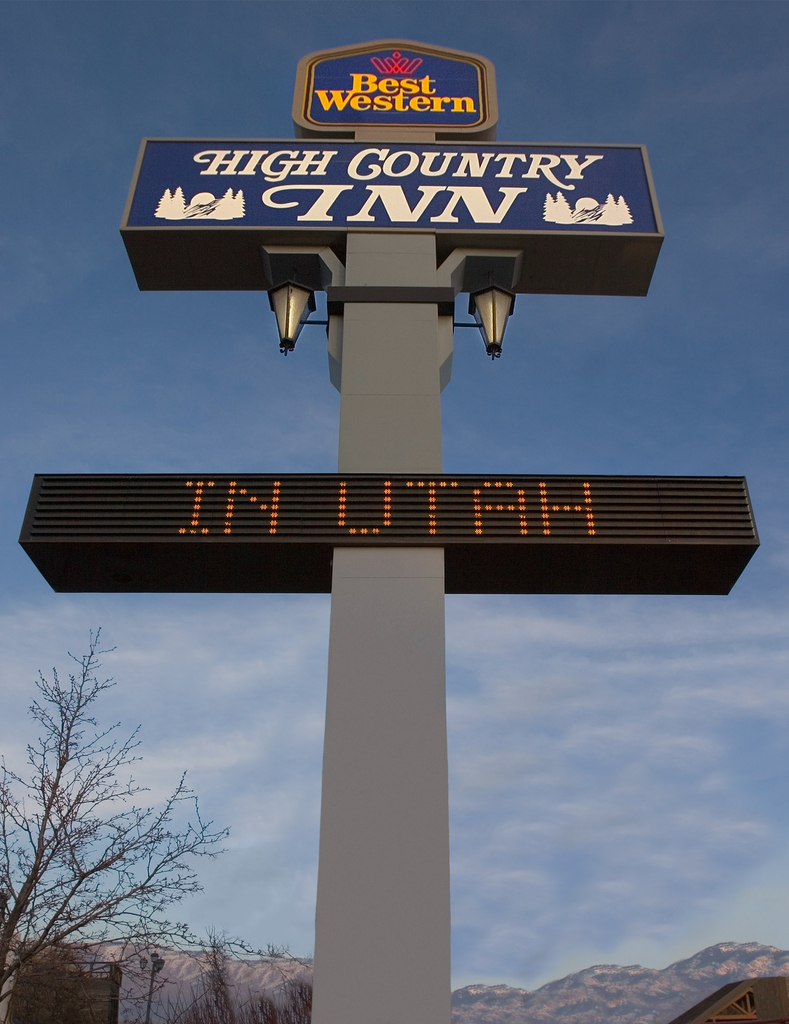 Best
Western
HIGH COUNTRY
INN
IN UTAH